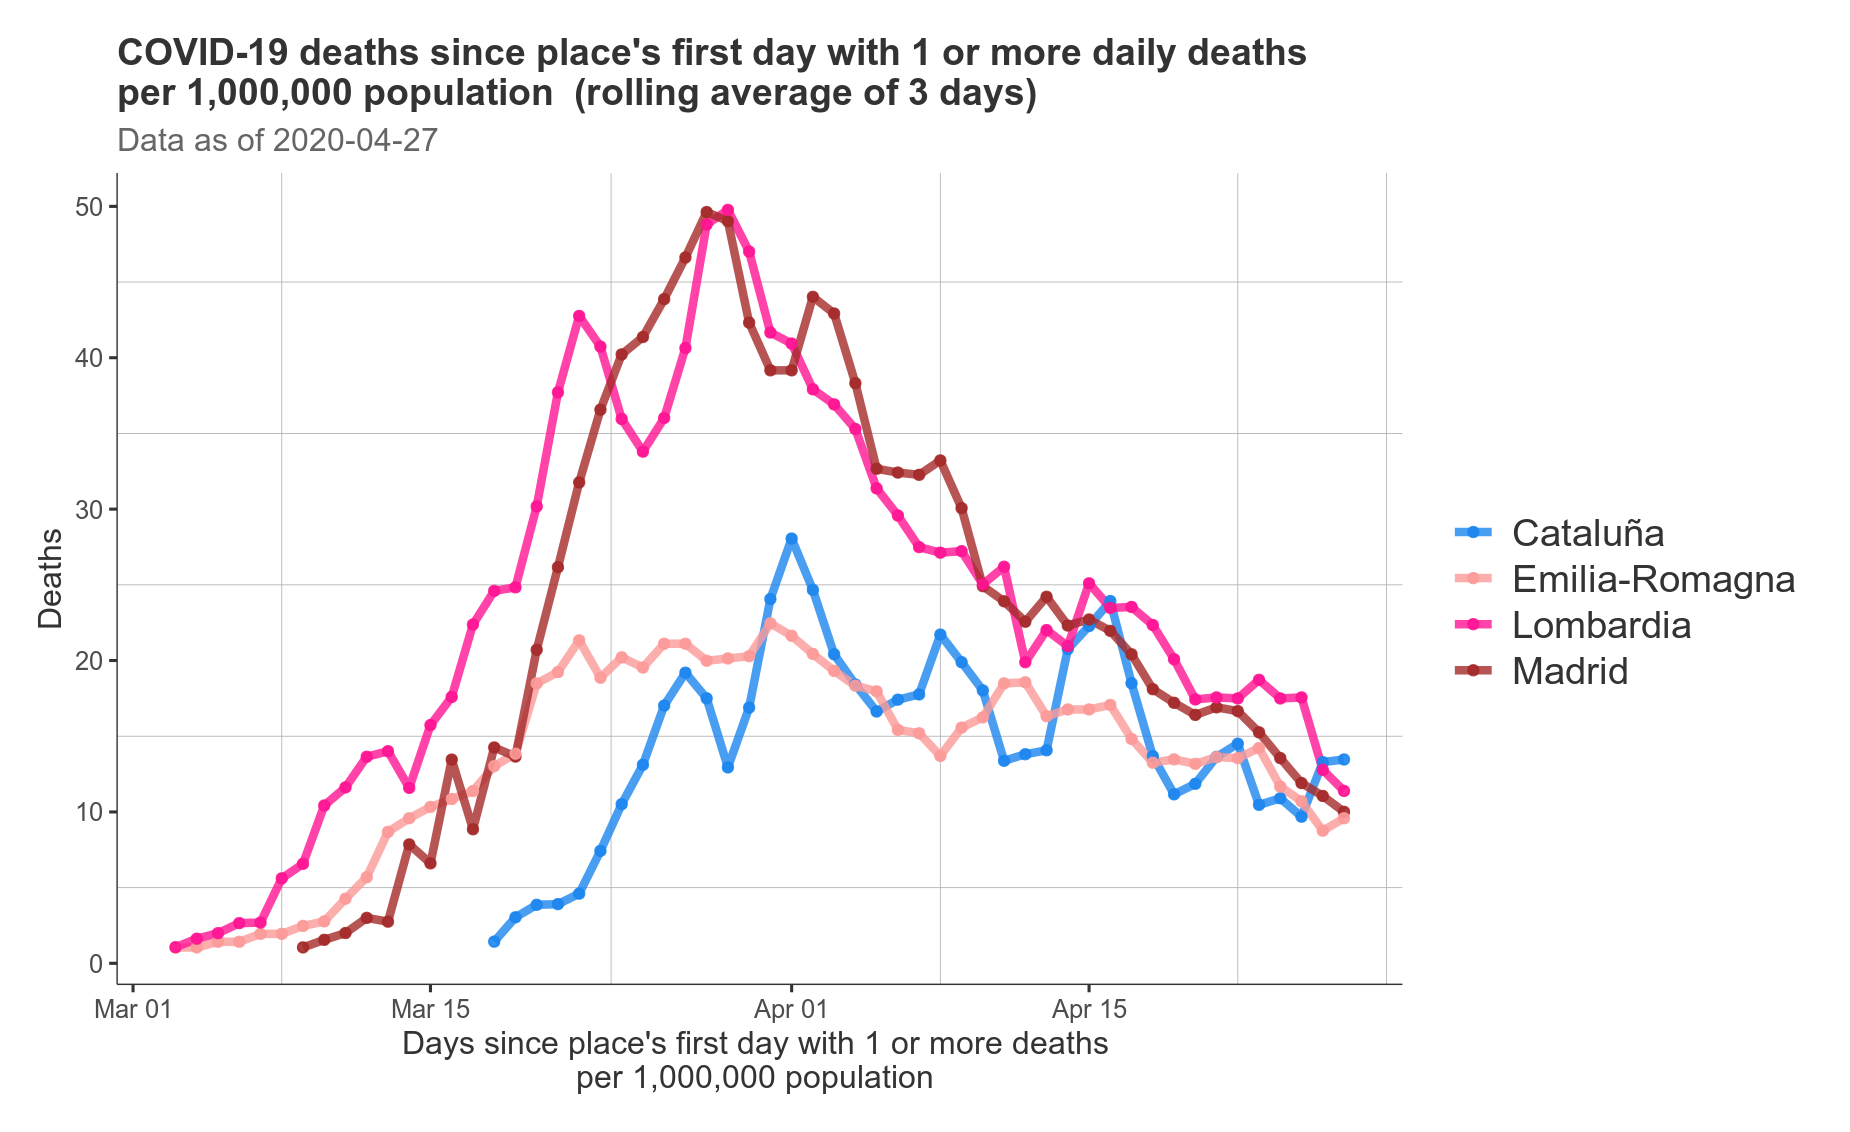 COVID-19 deaths since place's first day with 1 or more daily deaths
per 1,000,000 population  (rolling average of 3 days)
Data as of 2020-04-27
Deaths
50
40
30
20
10
0
Mar 01
Mar 15
Apr 01
Apr 15
Days since place's first day with 1 or more deaths
per 1,000,000 population
Cataluña
Emilia-Romagna
Lombardia
Madrid